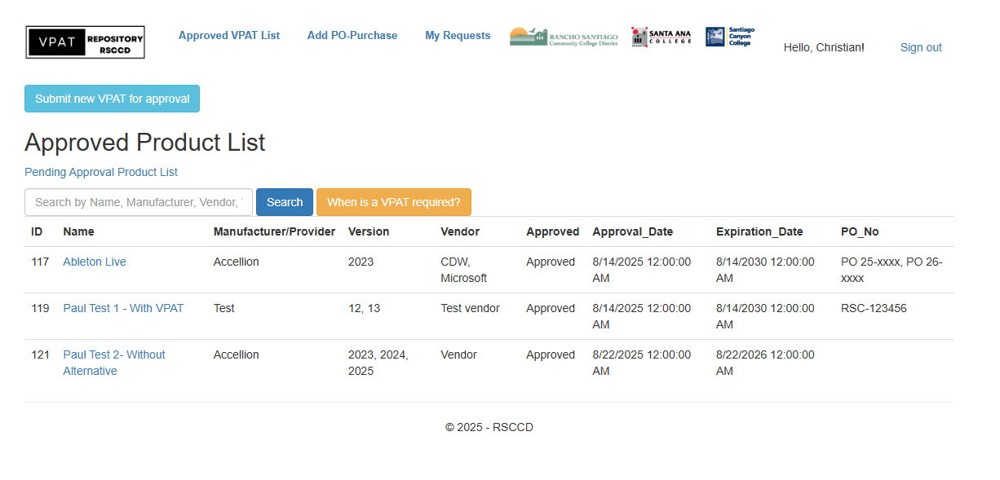 VPAT REPOSITORY RSCCD
Approved VPAT List Add PO-Purchase My Requests
RANCHO SANTIAGO
Community College District
SANTA ANA
COLLEGE
Santiago
Canyon
College
Hello, Christian! Sign out
Submit new VPAT for approval
Approved Product List
Pending Approval Product List
Search by Name, Manufacturer, Vendor, Search When is a VPAT required?
ID Name Manufacturer/Provider Version Vendor Approved Approval_Date Expiration_Date PO_No
117 Ableton Live Accellion 2023 CDW, Approved 8/14/2025 12:00:00 8/14/2030 12:00:00 PO 25-xxxx, PO 26-
Microsoft AM AM xxxx
119 Paul Test 1 - With VPAT Test 12, 13 Test vendor Approved 8/14/2025 12:00:00 8/14/2030 12:00:00 RSC-123456
AM AM
121 Paul Test 2- Without Accellion 2023, 2024, Vendor Approved 8/22/2025 12:00:00 8/22/2026 12:00:00
Alternative 2025 AM AM
© 2025 - RSCCD